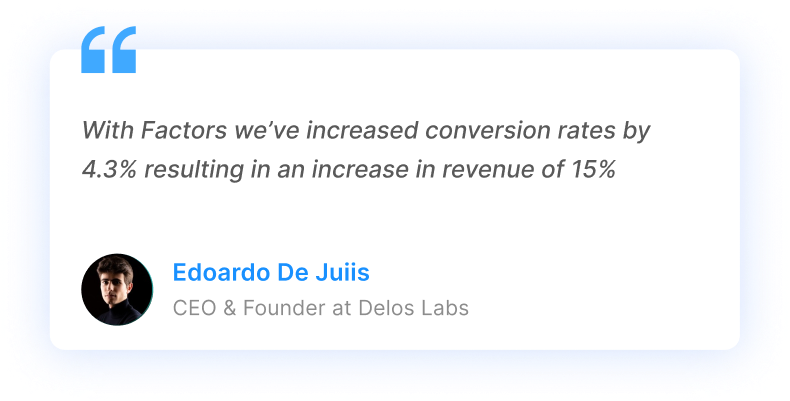 With Factors we’ve increased conversion rates by
4.3% resulting in an increase in revenue of 15%
Edoardo De Juiis
CEO & Founder at Delos Labs